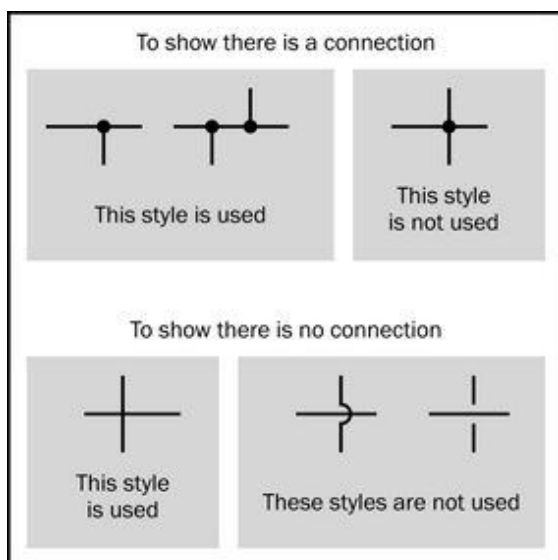 To show there is a connection
This style is used
This style
is not used
To show there is no connection
This style
is used
These styles are not used